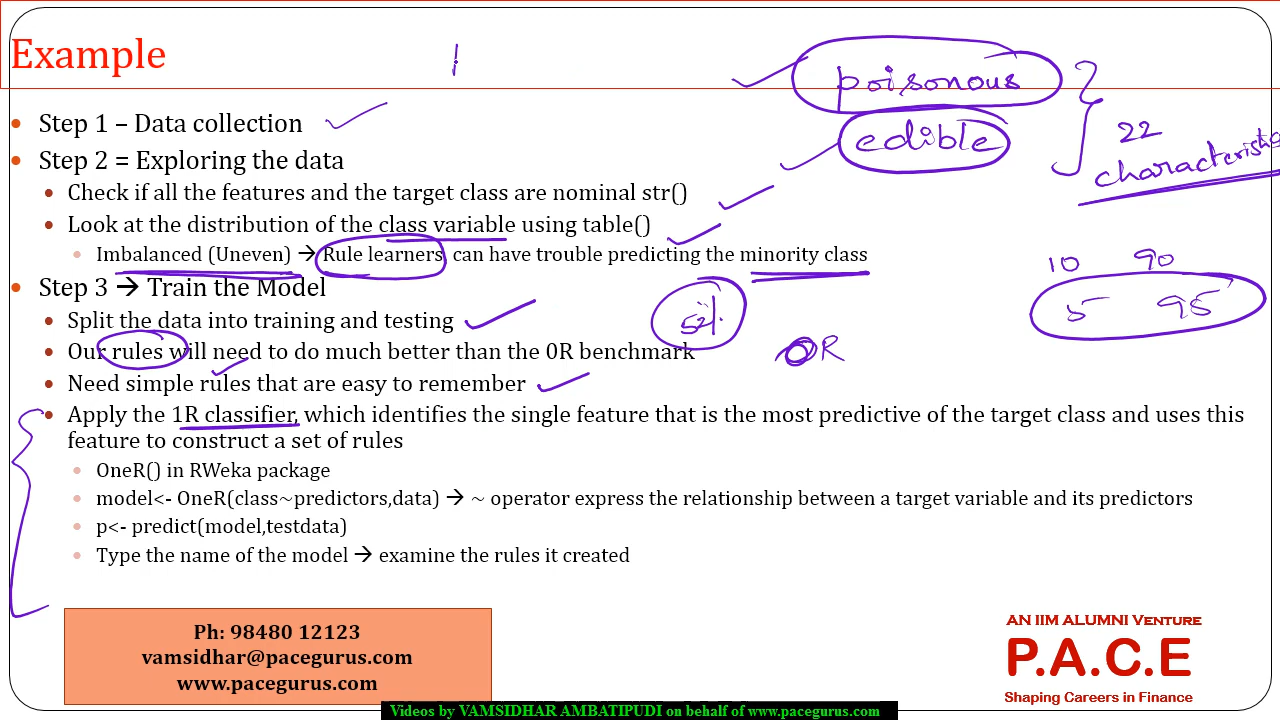 Example
poisonous
edible
22
characteristics
• Step 1 – Data collection
• Step 2 = Exploring the data
• Check if all the features and the target class are nominal str()
• Look at the distribution of the class variable using table()
• Imbalanced (Uneven) → Rule learners, can have trouble predicting the minority class
10 90
5 95
• Step 3 → Train the Model
• Split the data into training and testing
52%
• Our rules will need to do much better than the 0R benchmark
0R
• Need simple rules that are easy to remember
• Apply the 1R classifier, which identifies the single feature that is the most predictive of the target class and uses this
feature to construct a set of rules
• OneR() in RWeka package
• model<- OneR(class~predictors,data) → ~ operator express the relationship between a target variable and its predictors
• p<- predict(model,testdata)
• Type the name of the model → examine the rules it created
Ph: 98480 12123
vamsidhar@pacegurus.com
www.pacegurus.com
AN IIM ALUMNI VENTURE
P.A.C.E
Shaping Careers in Finance
Videos by VAMSIDHAR AMBATIPUDI on behalf of www.pacegurus.com